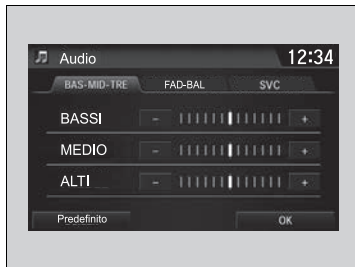 Audio 12:34
BAS-MID-TRE FAD-BAL SVC
BASSI - +
MEDIO - +
ALTI - +
Predefinito OK